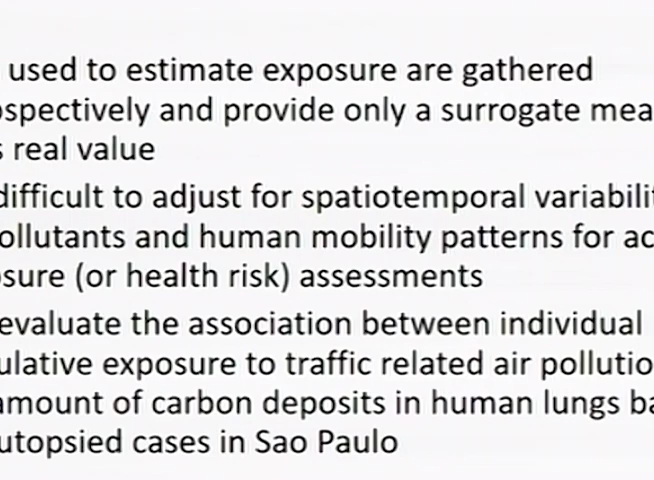 used to estimate exposure are gathered
spectively and provide only a surrogate mea
s real value
difficult to adjust for spatiotemporal variabilit
ollutants and human mobility patterns for ac
sure (or health risk) assessments
evaluate the association between individual
ulative exposure to traffic related air pollutio
amount of carbon deposits in human lungs ba
utopsied cases in Sao Paulo